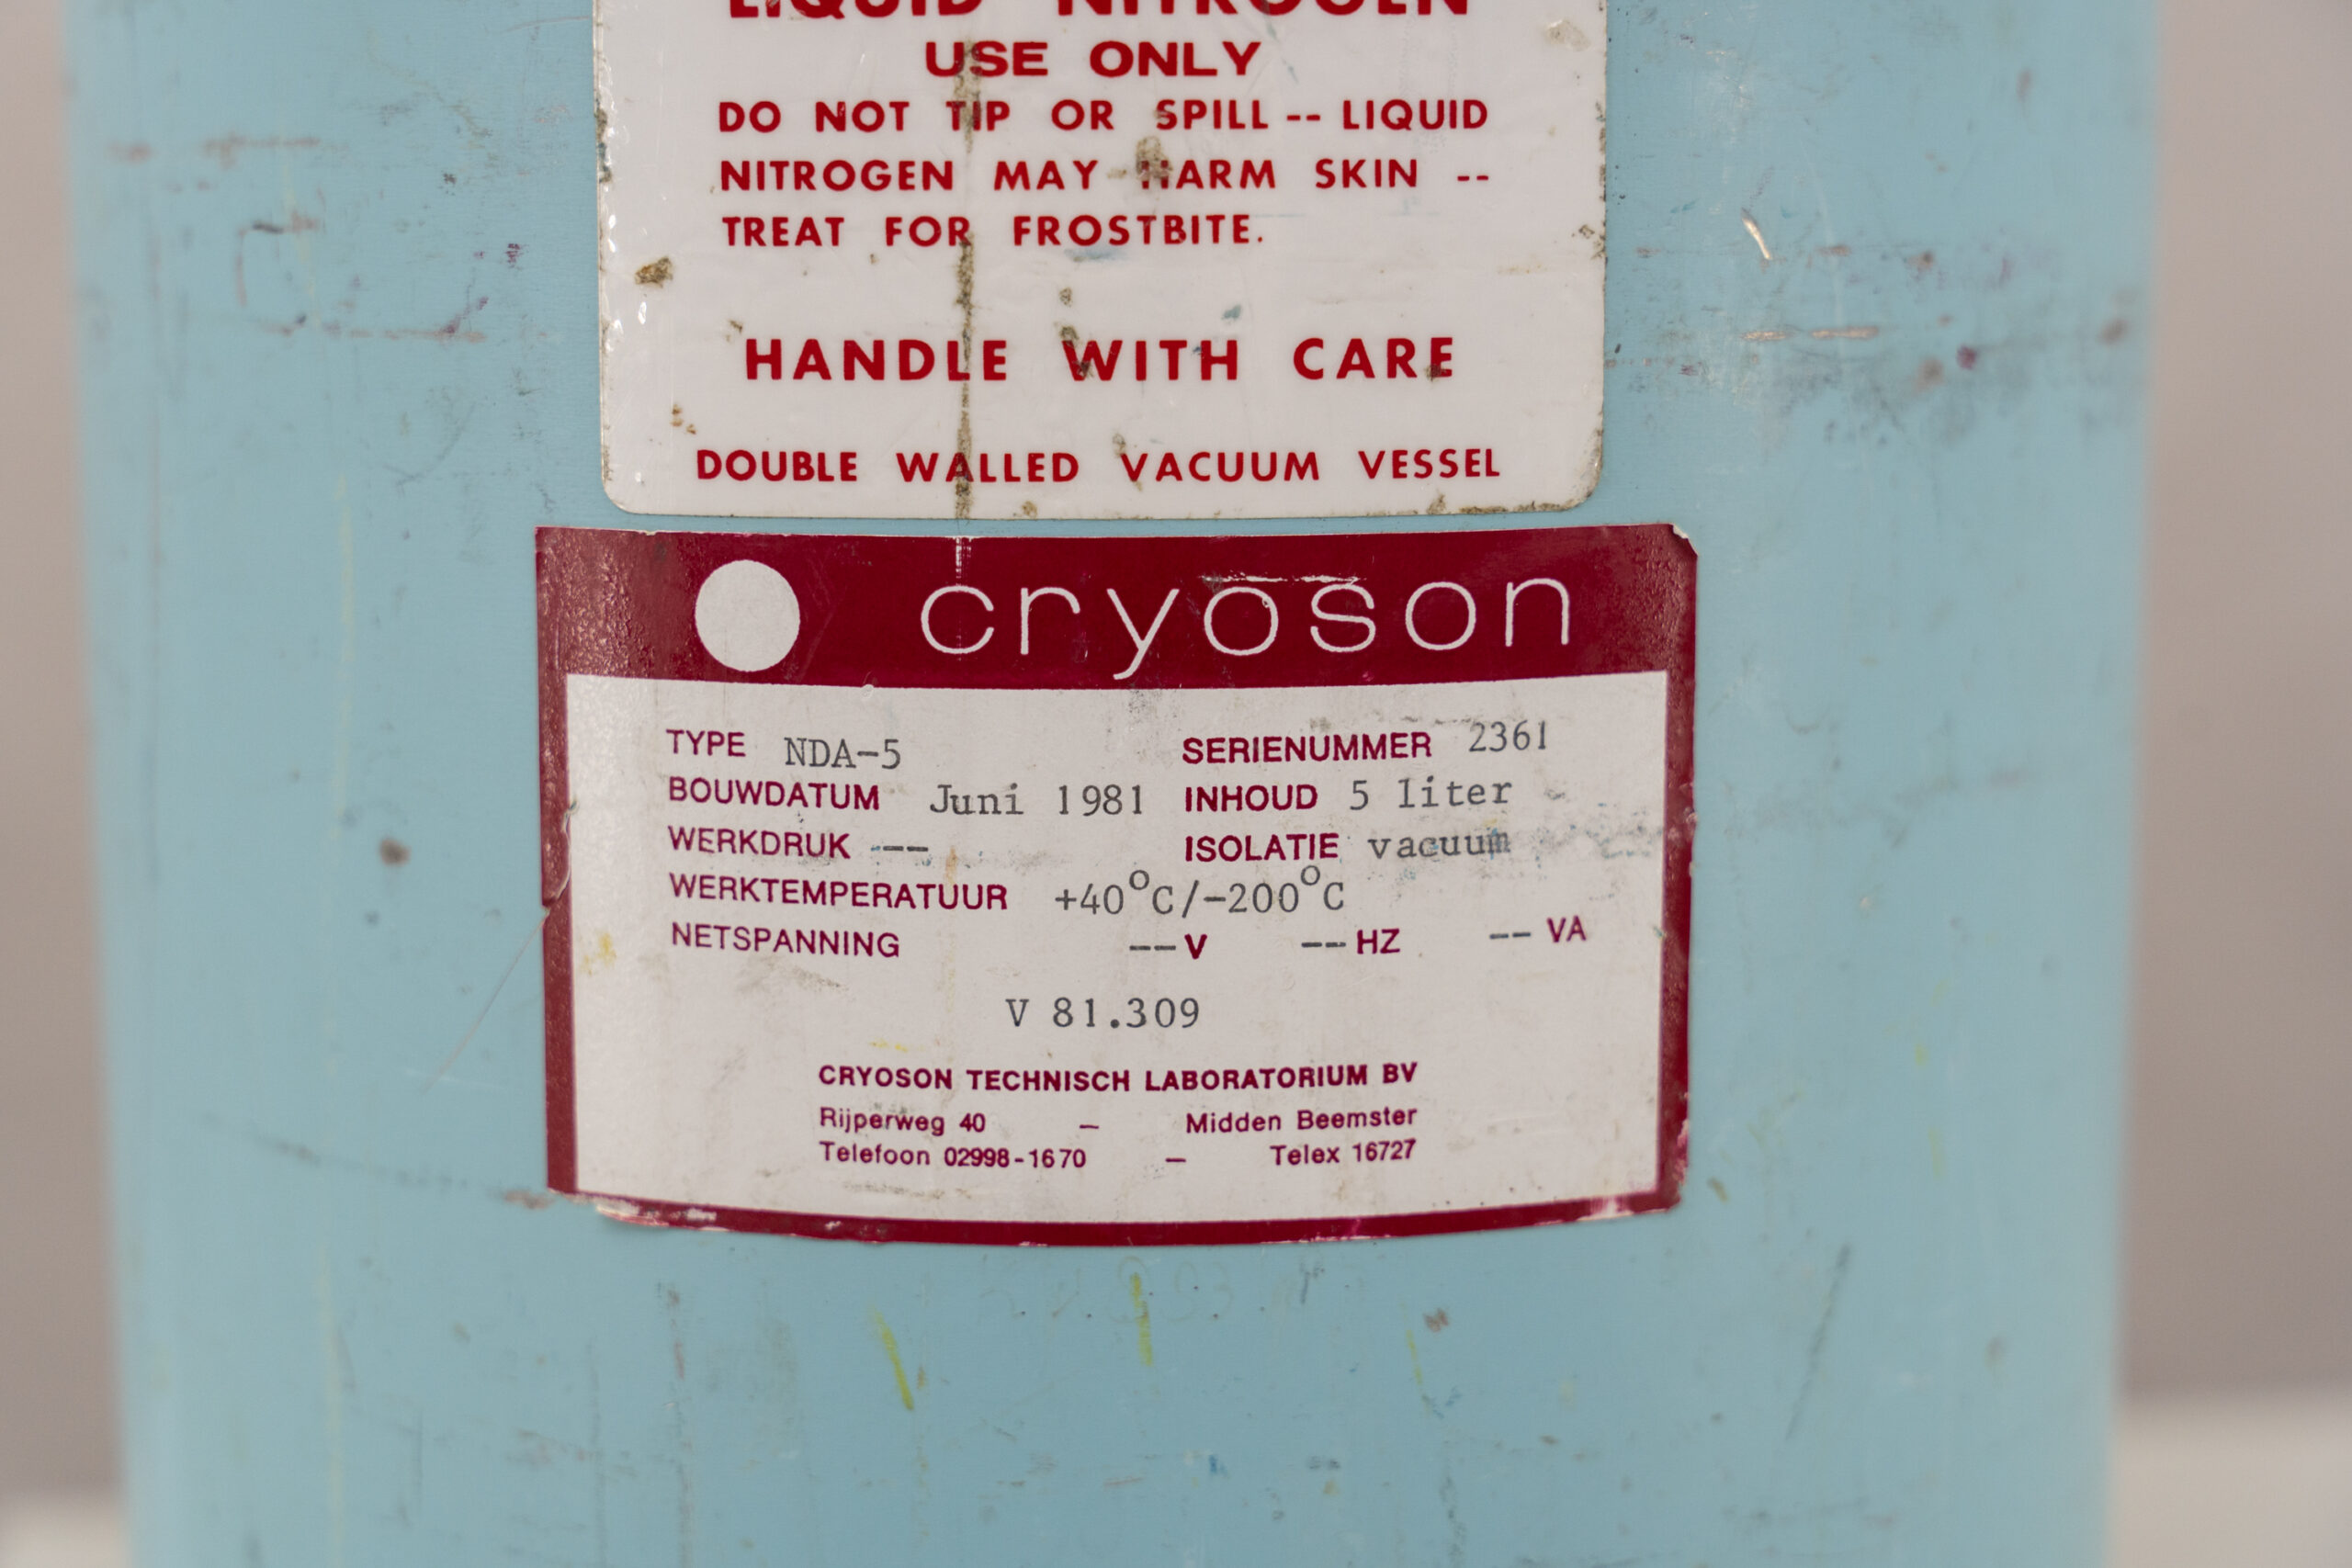 LIQUID NITROGEN
USE ONLY
DO NOT TIP OR SPILL -- LIQUID
NITROGEN MAY HARM SKIN --
TREAT FOR FROSTBITE.
HANDLE WITH CARE
DOUBLE WALLED VACUUM VESSEL
cryoson
TYPE NDA-5 SERIENUMMER 2361
BOUWDATUM Juni 1981 INHOUD 5 liter
WERKDRUK --- ISOLATIE vacuum
WERKTEMPERATUUR +40°C/-200°C
NETSPANNING --V --HZ -- VA
V 81.309
CRYOSON TECHNISCH LABORATORIUM BV
Rijperweg 40 – Midden Beemster
Telefoon 02998-1670 – Telex 16727